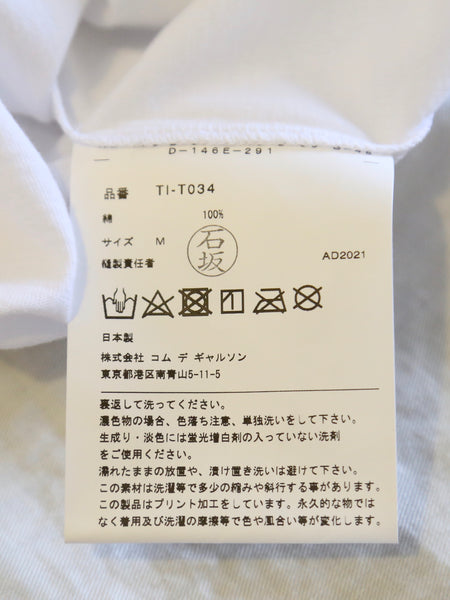 D-146E-291
品番 TI-T034
綿 100%
サイズ M
石坂
縫製責任者
AD2021
日本製
株式会社 コム デ ギャルソン
東京都港区南青山5-11-5
裏返して洗ってください。
濃色物の場合、色落ち注意、単独洗いをして下さい。
生成り・淡色には蛍光増白剤の入っていない洗剤
をご使用ください。
濡れたままの放置や、漬け置き洗いは避けて下さい。
この素材は洗濯等で多少の縮みや斜行する事があります。
この製品はプリント加工をしています。永久的な物では
なく着用及び洗濯の摩擦等で色や風合い等が変化します。